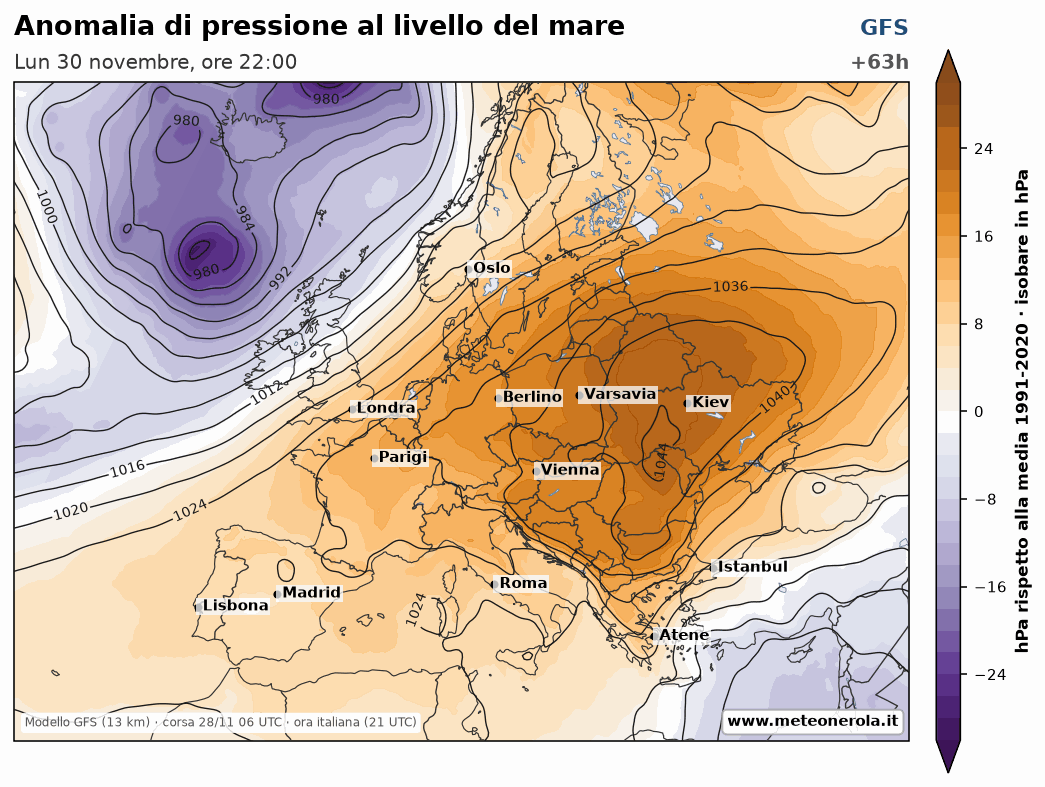 Anomalia di pressione al livello del mare
GFS
Lun 30 novembre, ore 22:00
+63h
980
980
1000
984
980
992
Oslo
1036
1012
Londra
Berlino
Varsavia
Kiev
1040
Parigi
1044
Vienna
1016
1020
1024
Istanbul
Roma
Madrid
Lisbona
1024
Atene
Modello GFS (13 km) · corsa 28/11 06 UTC · ora italiana (21 UTC)
www.meteonerola.it
24
16
8
0
−8
−16
−24
hPa rispetto alla media 1991-2020 · isobare in hPa